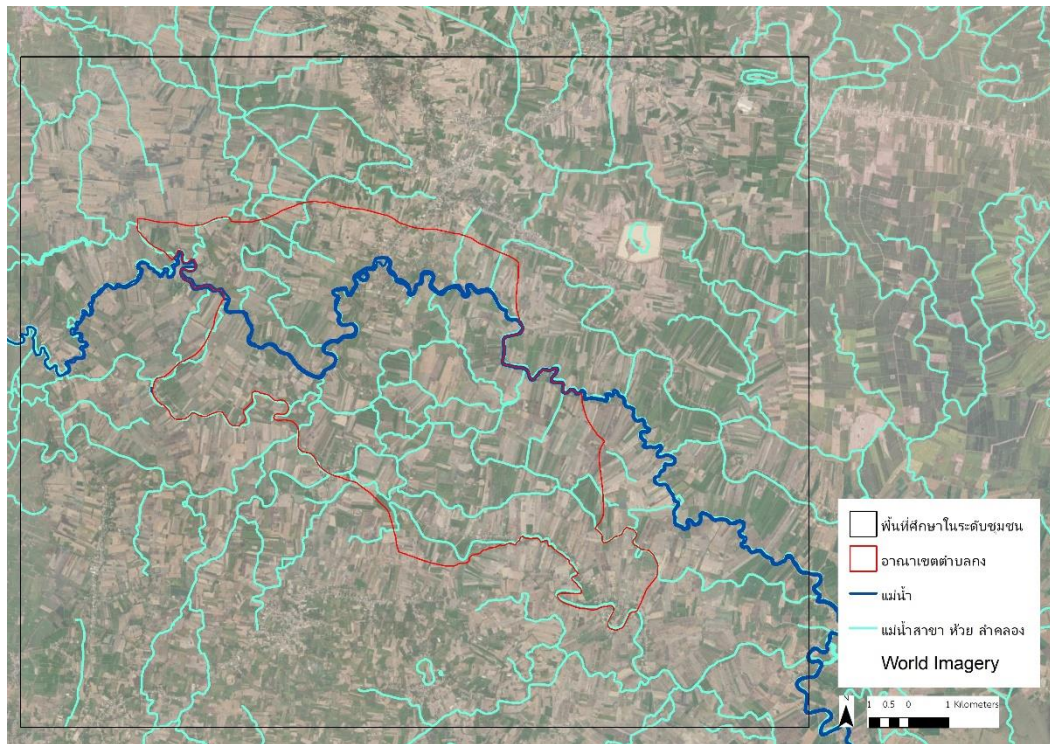 พื้นที่ศึกษาในระดับชุมชน
อาณาเขตตำบลกง
แม่น้ำ
แม่น้ำสาขา ห้วย ลำคลอง
World Imagery
1 0.5 0 1 Kilometers